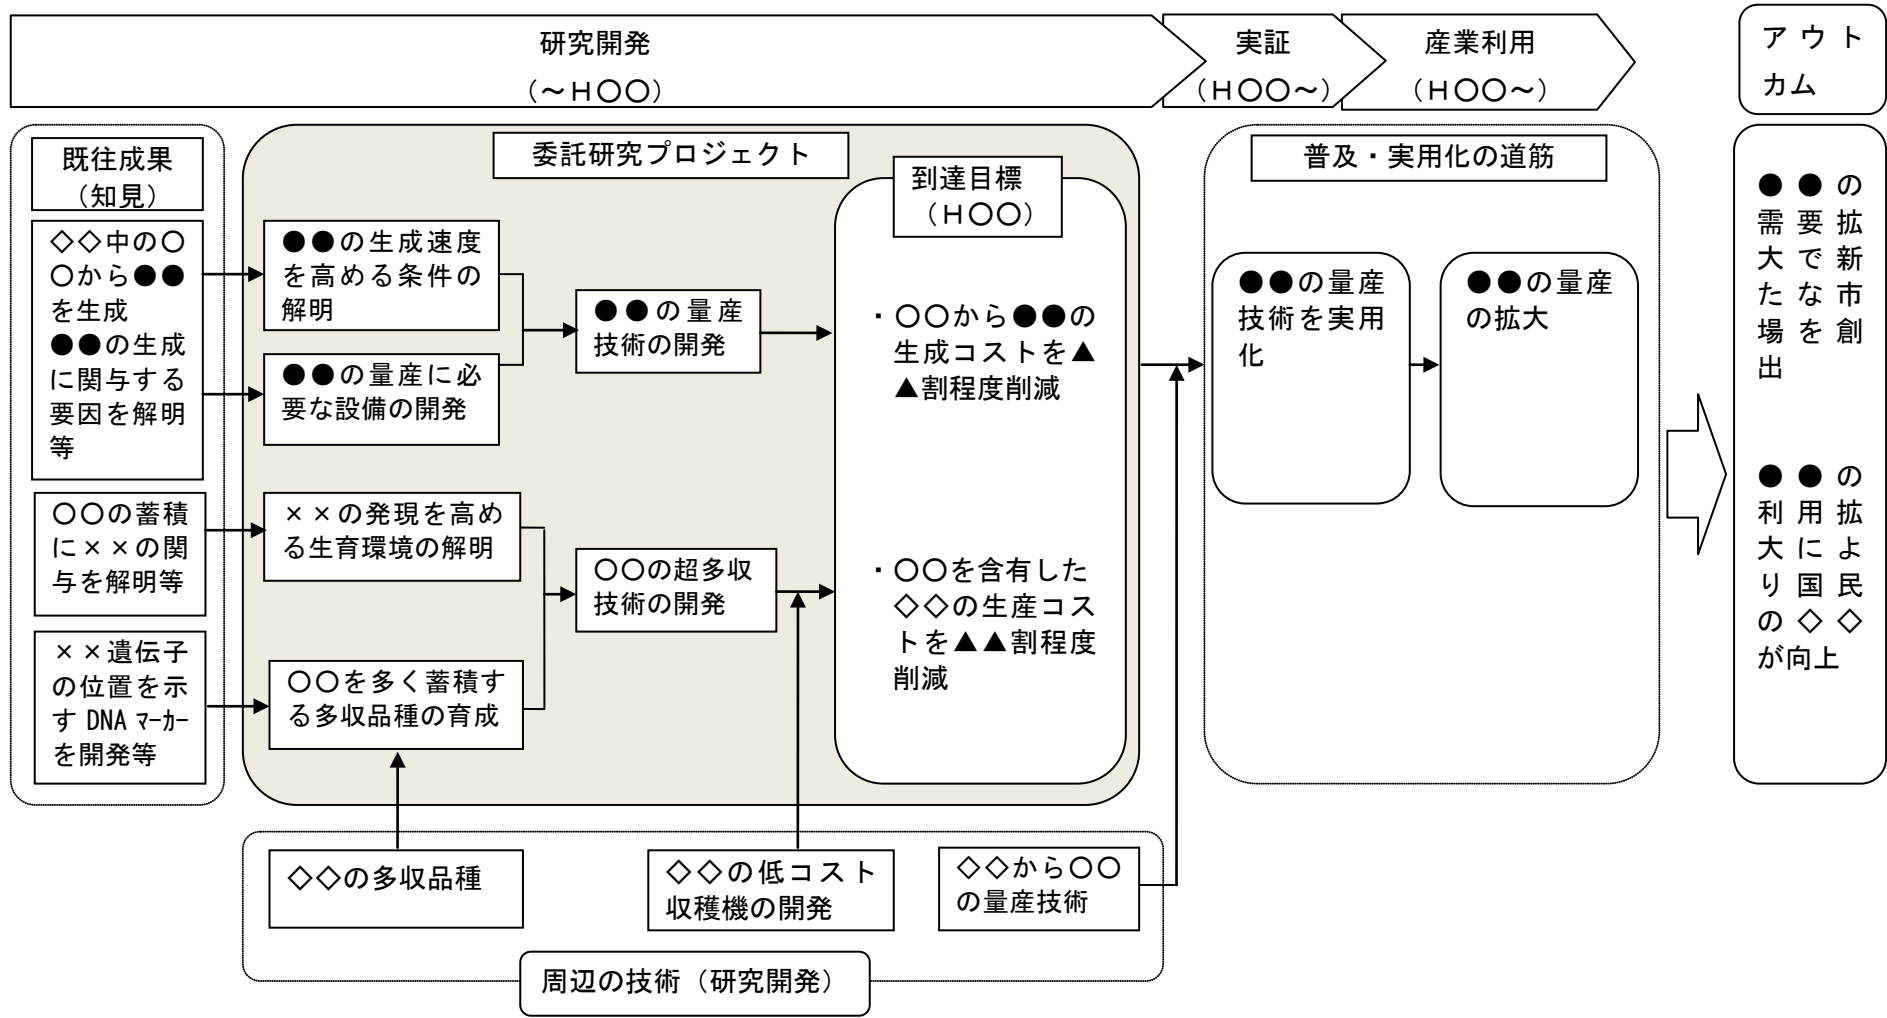 研究開発
（～H〇〇）
実証
（H〇〇～）
産業利用
（H〇〇～）
アウト
カム
既往成果
（知見）
◇◇中の〇
〇から●●
を生成
●●の生成
に関与する
要因を解明
等
〇〇の蓄積
に××の関
与を解明等
××遺伝子
の位置を示
す DNA ﾏｰｶｰ
を開発等
委託研究プロジェクト
●●の生成速度
を高める条件の
解明
●●の量産に必
要な設備の開発
××の発現を高め
る生育環境の解明
〇〇を多く蓄積す
る多収品種の育成
●●の量産
技術の開発
〇〇の超多収
技術の開発
到達目標
（H〇〇）
・〇〇から●●の
生成コストを▲
▲割程度削減
・〇〇を含有した
◇◇の生産コス
トを▲▲割程度
削減
普及・実用化の道筋
●●の量産
技術を実用
化
●●の量産
の拡大
●●の
需要拡
大で新
たな市
場を創
出
●●の
利用拡
大によ
り国民
の◇◇
が向上
◇◇の多収品種
◇◇の低コスト
収穫機の開発
◇◇から〇〇
の量産技術
周辺の技術（研究開発）